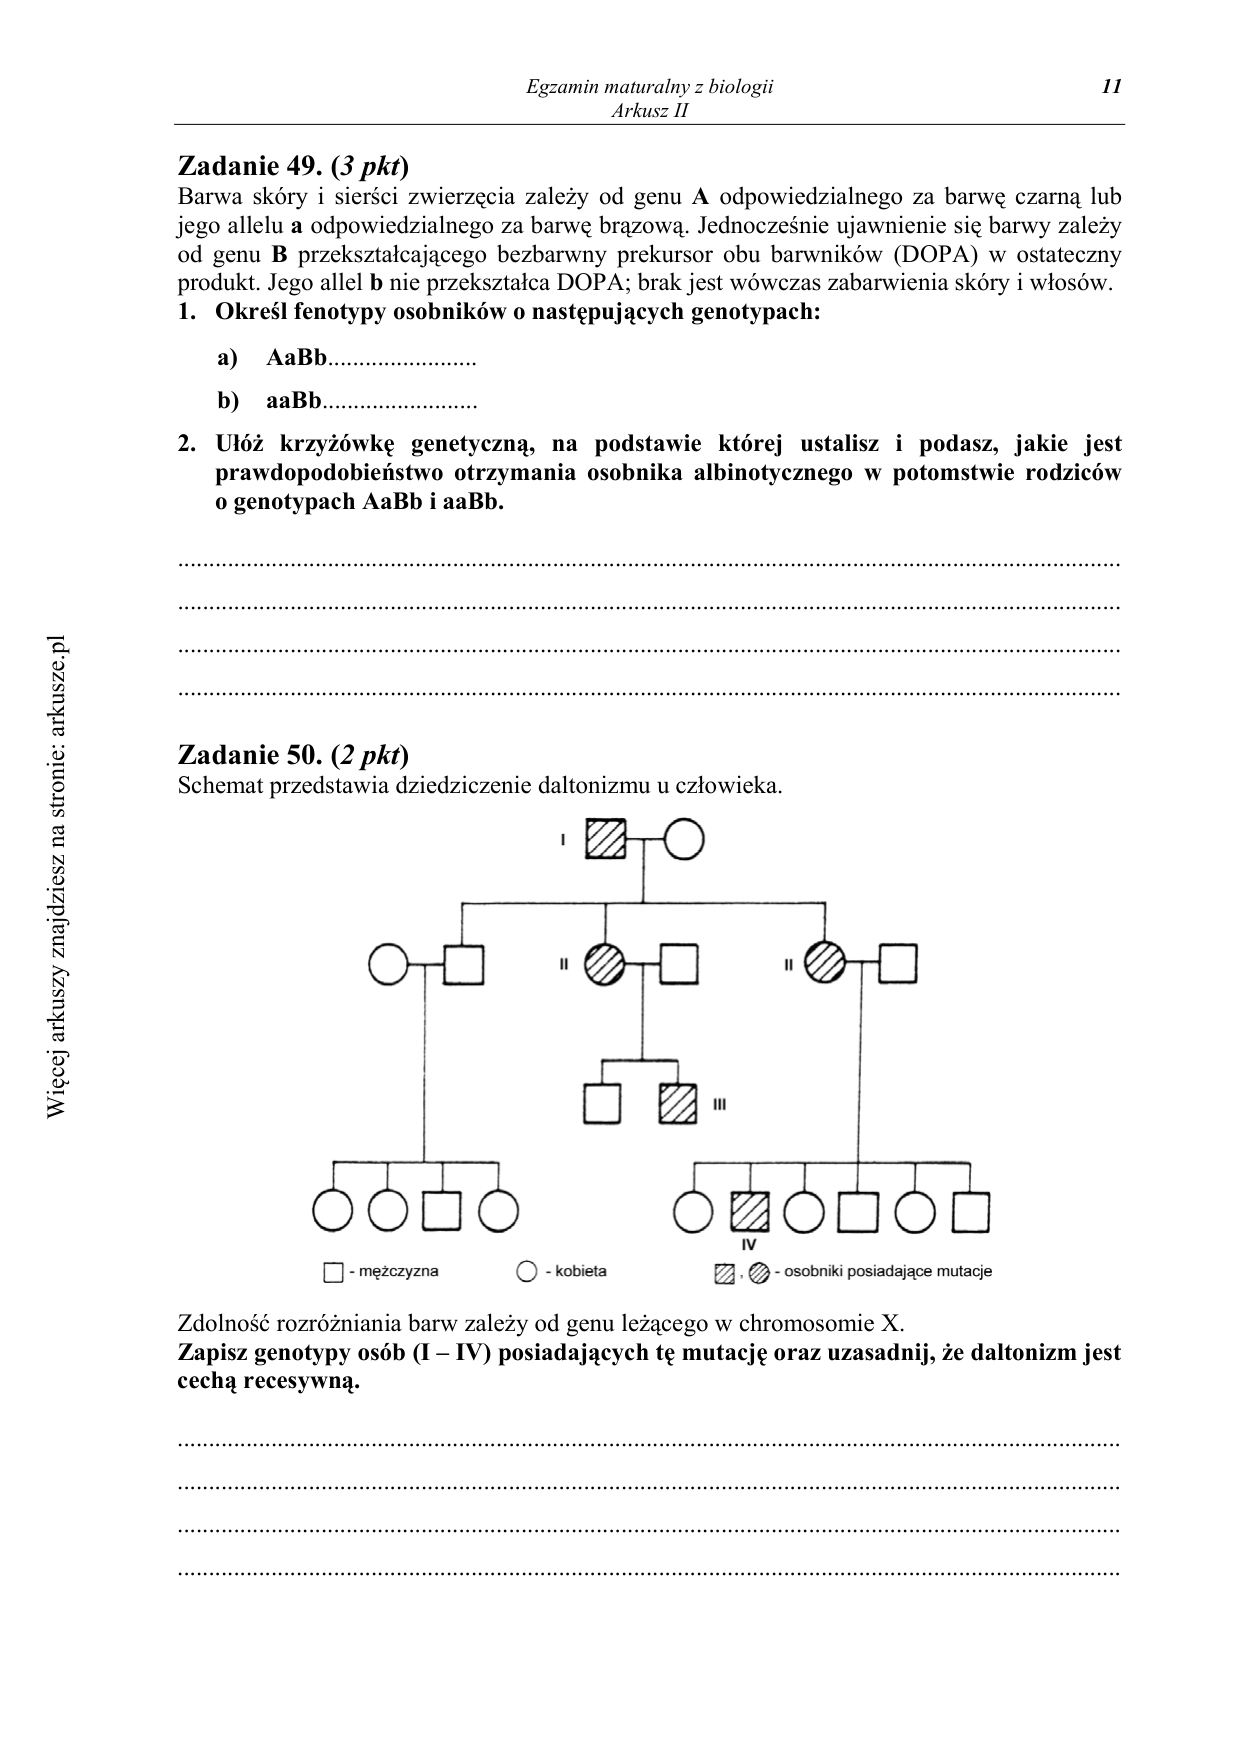 Egzamin maturalny z biologii
11
Arkusz II
Zadanie 49. (3 pkt)
Barwa skóry i sierści zwierzęcia zależy od genu A odpowiedzialnego za barwę czarną lub
jego allelu a odpowiedzialnego za barwę brązową. Jednocześnie ujawnienie się barwy zależy
od genu B przekształcającego bezbarwny prekursor obu barwników (DOPA) w ostateczny
produkt. Jego allel b nie przekształca DOPA; brak jest wówczas zabarwienia skóry i włosów.
1. Określ fenotypy osobników o następujących genotypach:
a) AaBb........................
b) aaBb.........................
2. Ułóż krzyżówkę genetyczną, na podstawie której ustalisz i podasz, jakie jest
prawdopodobieństwo otrzymania osobnika albinotycznego w potomstwie rodziców
o genotypach AaBb i aaBb.
Zadanie 50. (2 pkt)
Schemat przedstawia dziedziczenie daltonizmu u człowieka.
I
II
II
III
IV
- mężczyzna
- kobieta
, - osobniki posiadające mutacje
Zdolność rozróżniania barw zależy od genu leżącego w chromosomie X.
Zapisz genotypy osób (I – IV) posiadających tę mutację oraz uzasadnij, że daltonizm jest
cechą recesywną.
Więcej arkuszy znajdziesz na stronie: arkusze.pl